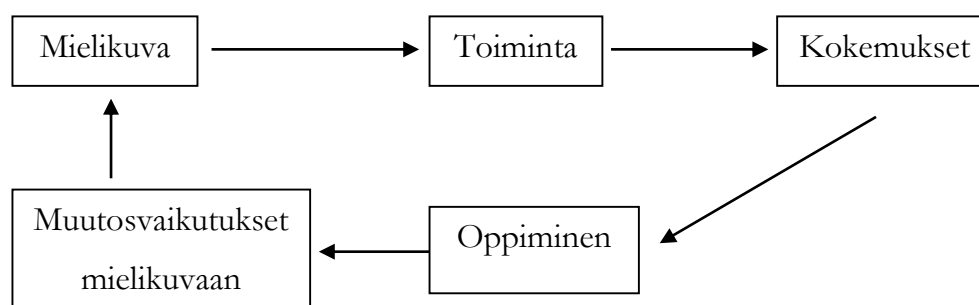 Mielikuva
Toiminta
Kokemukset
Oppiminen
Muutosvaikutukset
mielikuvaan